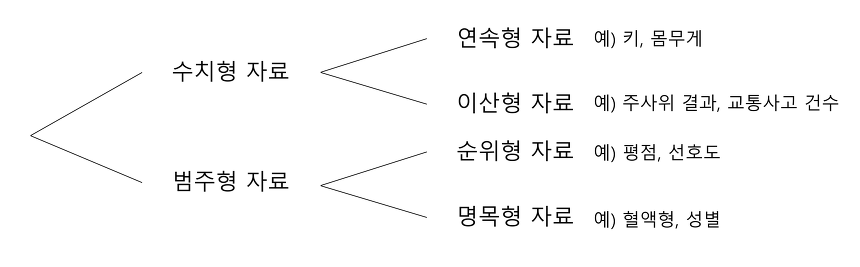 수치형 자료
연속형 자료 예) 키, 몸무게
이산형 자료 예) 주사위 결과, 교통사고 건수
범주형 자료
순위형 자료 예) 평점, 선호도
명목형 자료 예) 혈액형, 성별